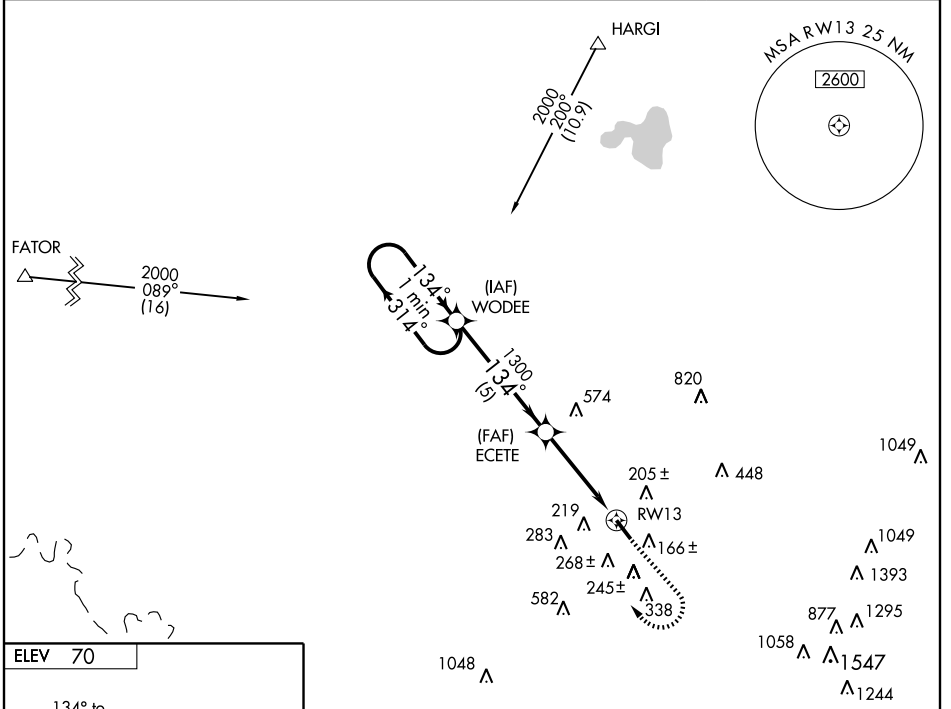 HARGI
MSA RW13 25 NM
2600
2000
200°
(10.9)
FATOR
2000
089°
(16)
134°
1 min
314°
(IAF)
WODEE
1300
134°
(5)
574
820
(FAF)
ECETE
1049
205 ±
448
219
RW13
283
166 ±
1049
268 ±
1393
245 ±
582
338
877
1295
1058
1547
1048
1244
ELEV 70
134° to